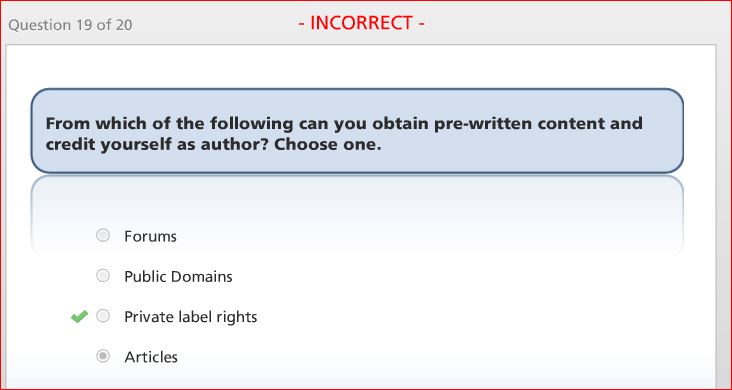 Question 19 of 20
- INCORRECT -
From which of the following can you obtain pre-written content and
credit yourself as author? Choose one.
Forums
Public Domains
Private label rights
Articles